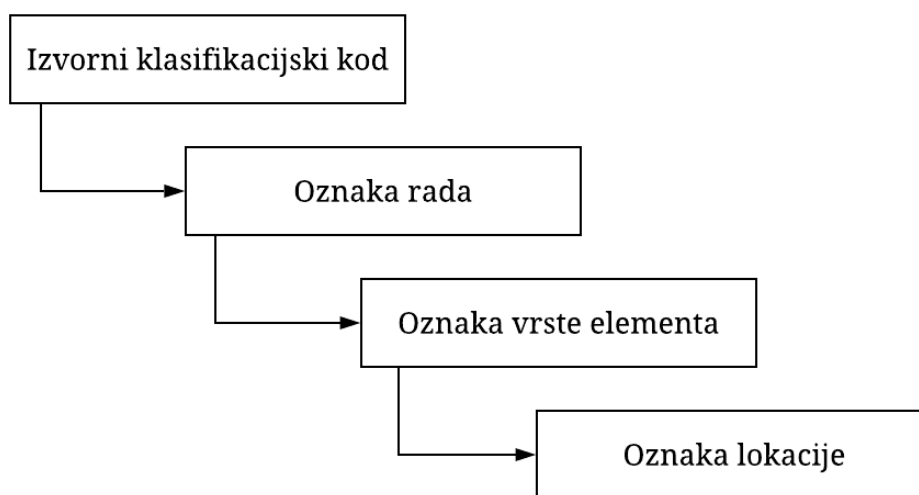 Izvorni klasifikacijski kod
Oznaka rada
Oznaka vrste elementa
Oznaka lokacije